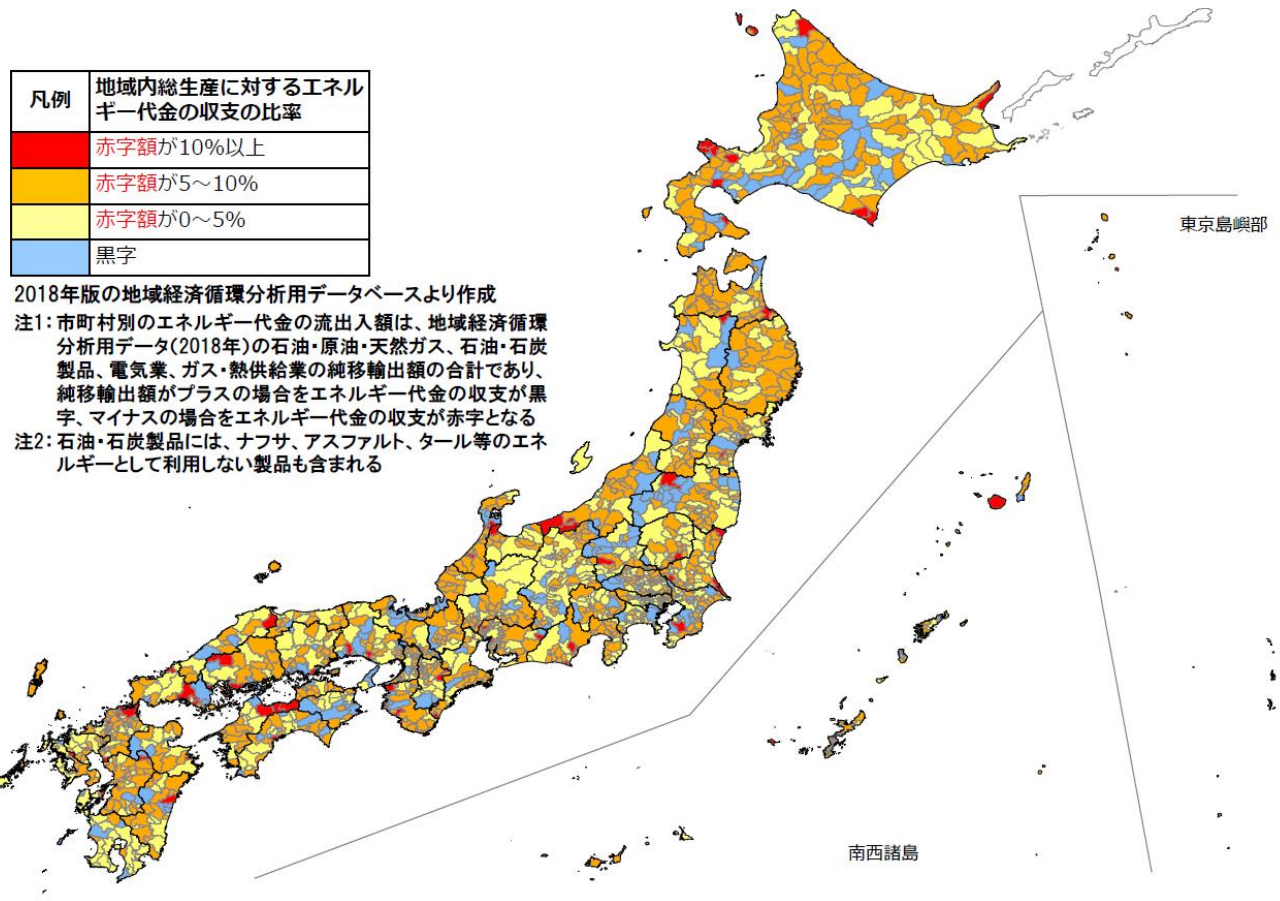 凡例
地域内総生産に対するエネル
ギー代金の収支の比率
赤字額が10%以上
赤字額が5～10%
赤字額が0～5%
黒字
2018年版の地域経済循環分析用データベースより作成
注1：市町村別のエネルギー代金の流出入額は、地域経済循環
分析用データ(2018年)の石油・原油・天然ガス、石油・石炭
製品、電気業、ガス・熱供給業の純移輸出額の合計であり、
純移輸出額がプラスの場合をエネルギー代金の収支が黒
字、マイナスの場合をエネルギー代金の収支が赤字となる
注2：石油・石炭製品には、ナフサ、アスファルト、タール等のエネ
ルギーとして利用しない製品も含まれる
東京島嶼部
南西諸島